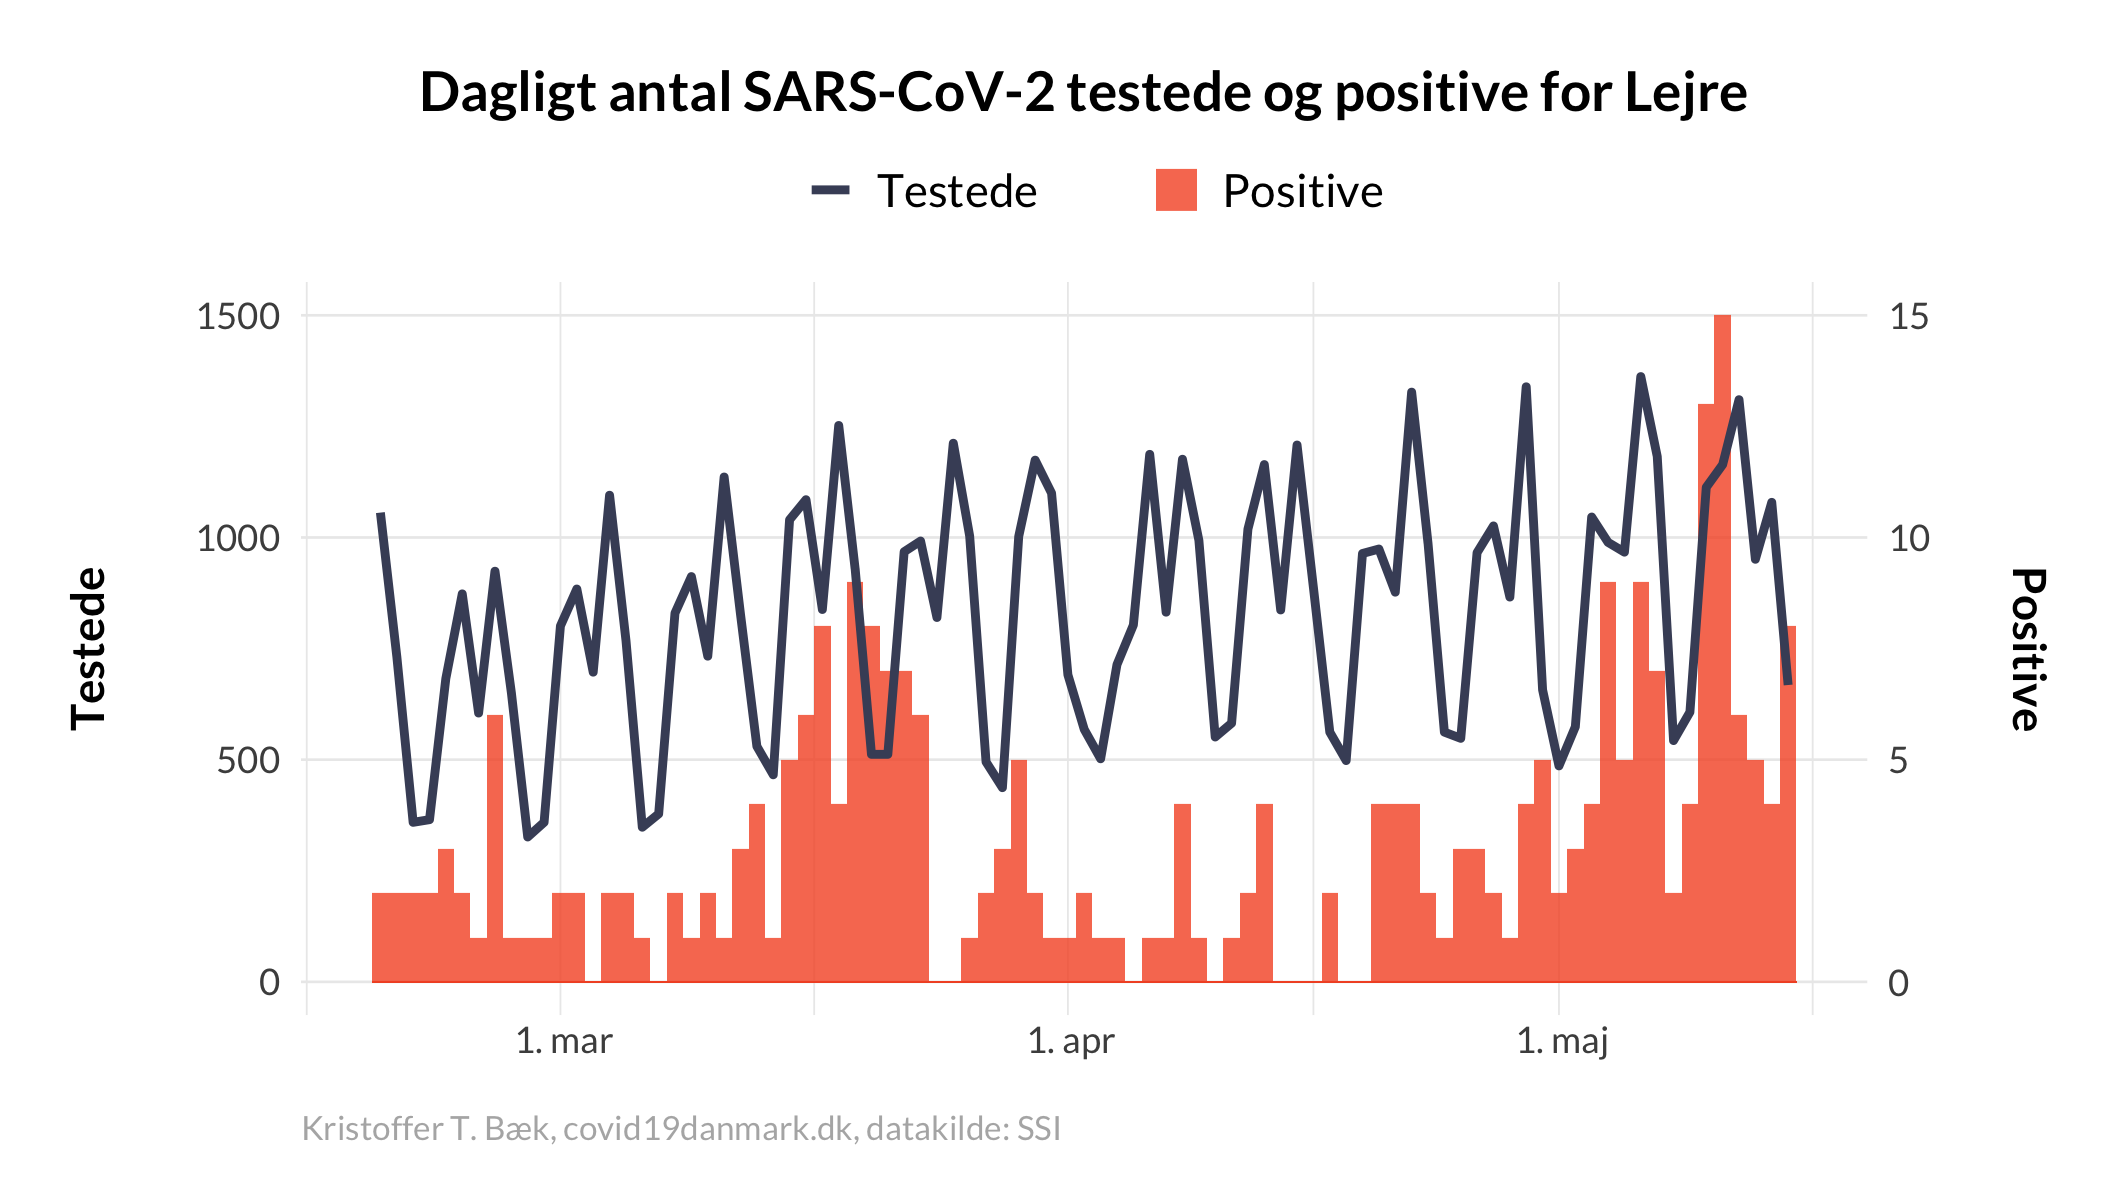 Dagligt antal SARS-CoV-2 testede og positive for Lejre
Testede
Positive
1500
1000
500
0
15
10
5
0
Testede
Positive
1. mar
1. apr
1. maj
Kristoffer T. Bæk, covid19danmark.dk, datakilde: SSI